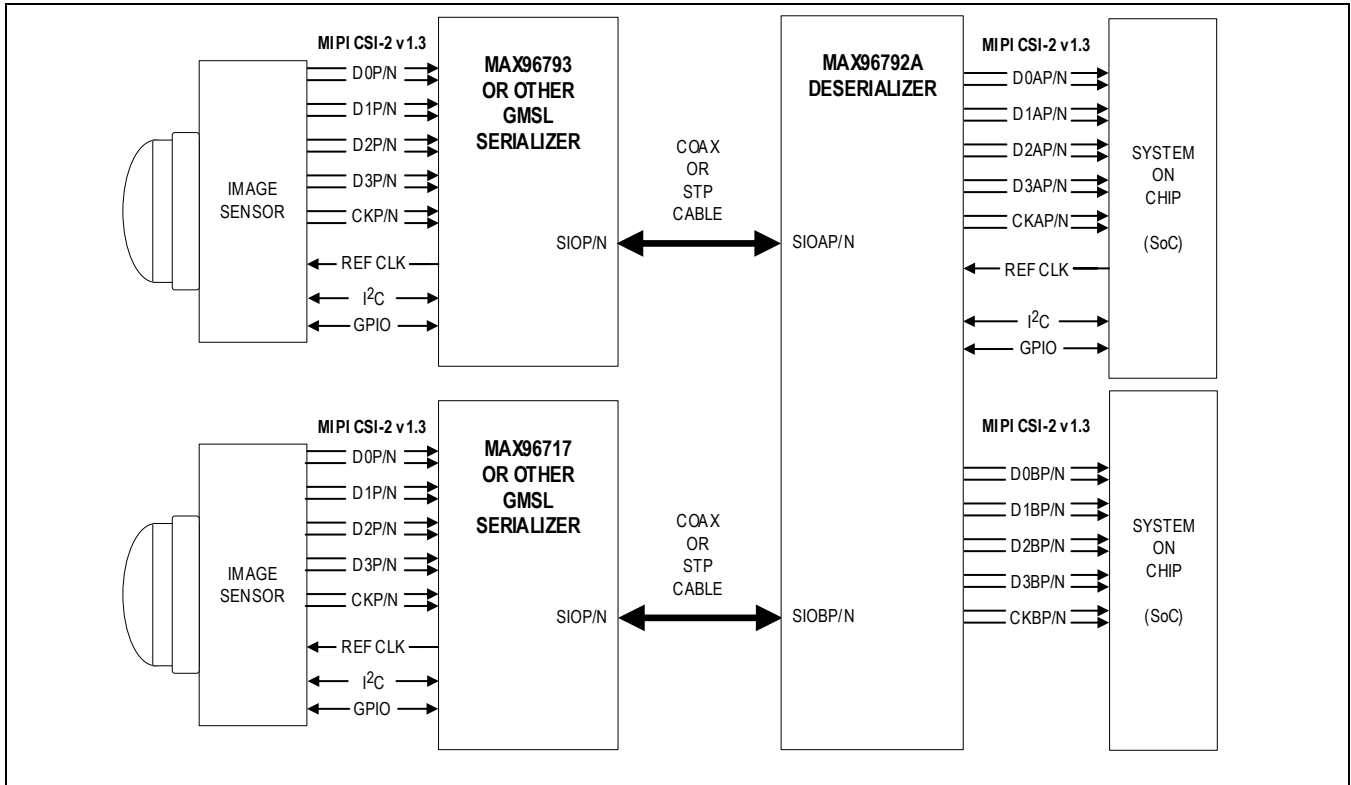 MIPI CSI-2 v1.3
D0P/N
D1P/N
D2P/N
D3P/N
CKP/N
REF CLK
I²C
GPIO
IMAGE
SENSOR
MAX96793
OR OTHER
GMSL
SERIALIZER
SIOP/N
COAX
OR
STP
CABLE
MAX96792A
DESERIALIZER
SIOAP/N
MIPI CSI-2 v1.3
D0AP/N
D1AP/N
D2AP/N
D3AP/N
CKAP/N
REF CLK
I²C
GPIO
SYSTEM
ON
CHIP
(SoC)
MIPI CSI-2 v1.3
D0P/N
D1P/N
D2P/N
D3P/N
CKP/N
REF CLK
I²C
GPIO
IMAGE
SENSOR
MAX96717
OR OTHER
GMSL
SERIALIZER
SIOP/N
COAX
OR
STP
CABLE
SIOBP/N
MIPI CSI-2 v1.3
D0BP/N
D1BP/N
D2BP/N
D3BP/N
CKBP/N
SYSTEM
ON
CHIP
(SoC)